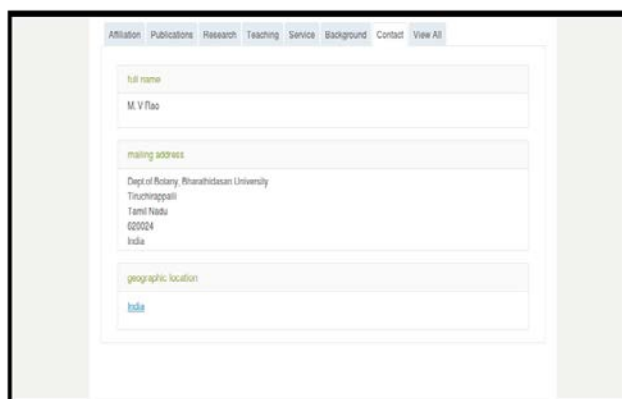 Affiliation Publications Research Teaching Service Background Contact View All
full name
M. V Rao
mailing address
Dept of Botany, Bharathidasan University
Tiruchirappalli
Tamil Nadu
620024
India
geographic location
India